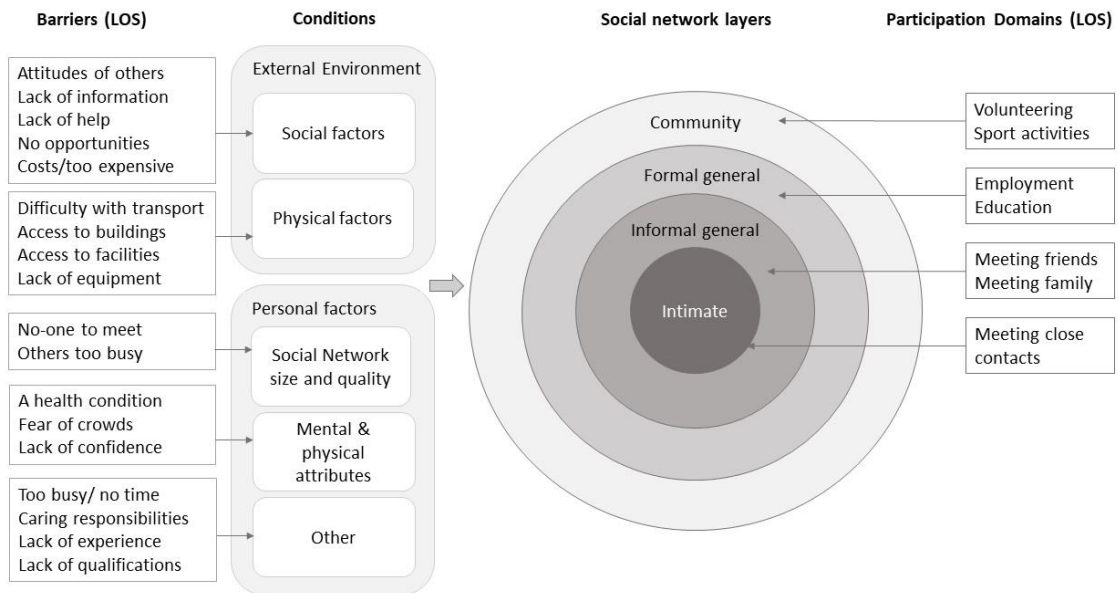 Barriers (LOS)
Conditions
Social network layers
Participation Domains (LOS)
Attitudes of others
Lack of information
Lack of help
No opportunities
Costs/too expensive
Difficulty with transport
Access to buildings
Access to facilities
Lack of equipment
No-one to meet
Others too busy
A health condition
Fear of crowds
Lack of confidence
Too busy/ no time
Caring responsibilities
Lack of experience
Lack of qualifications
External Environment
Social factors
Physical factors
Personal factors
Social Network
size and quality
Mental &
physical
attributes
Other
Community
Formal general
Informal general
Intimate
Volunteering
Sport activities
Employment
Education
Meeting friends
Meeting family
Meeting close
contacts